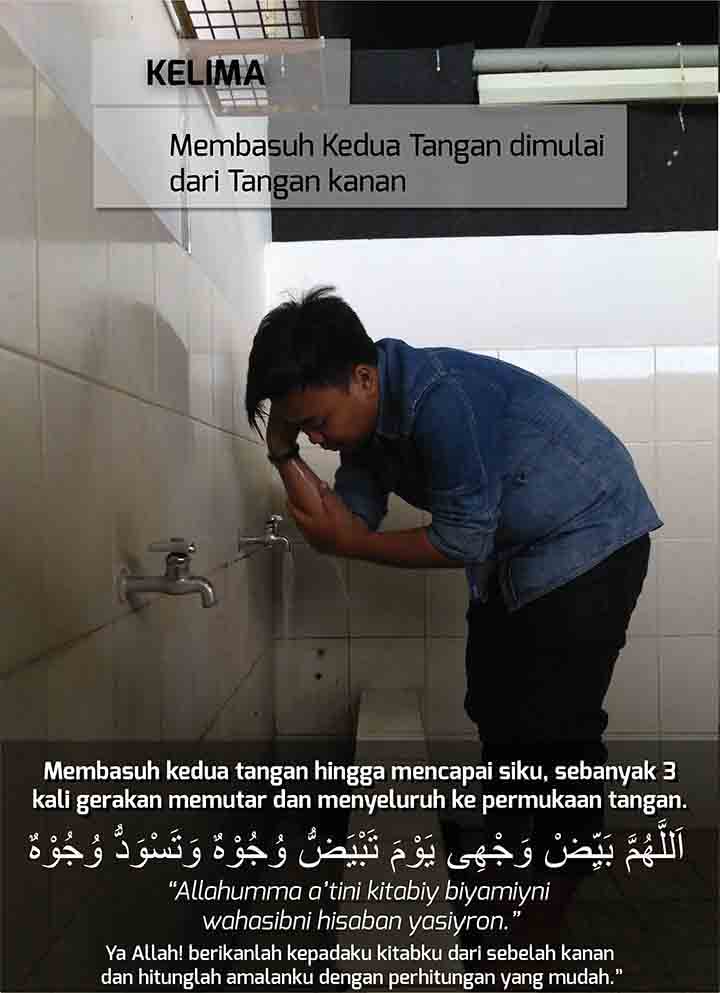 KELIMA
Membasuh Kedua Tangan dimulai
dari Tangan kanan
Membasuh kedua tangan hingga mencapai siku, sebanyak 3
kali gerakan memutar dan menyeluruh ke permukaan tangan.
اَللَّهُمَّ بَيِّضْ وَجْهِى يَوْمَ تَبْيَضُّ وُجُوْهٌ وَتَسْوَدُّ وُجُوْهٌ
“Allahumma a’tini kitabiy biyamiyni
wahasibni hisaban yasiyron.”
Ya Allah! berikanlah kepadaku kitabku dari sebelah kanan
dan hitunglah amalanku dengan perhitungan yang mudah.”